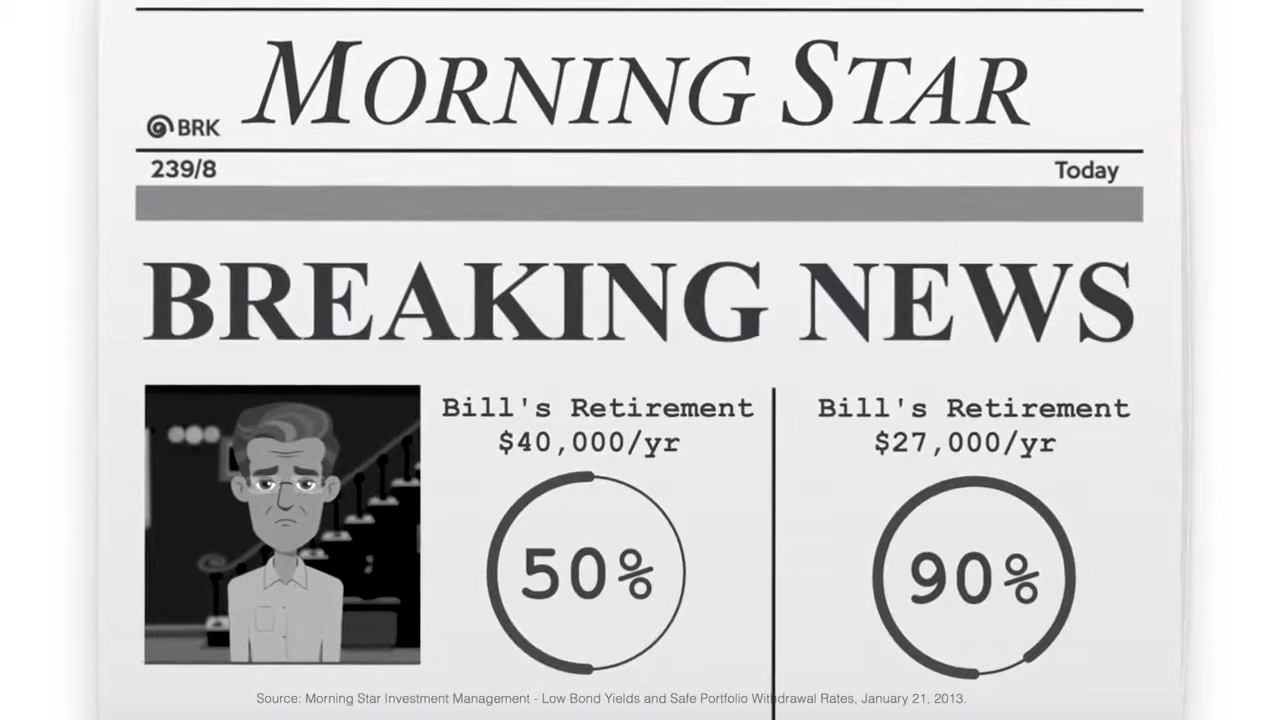 MORNING STAR
BRK
239/8
Today
BREAKING NEWS
Bill's Retirement
$40,000/yr
50%
Bill's Retirement
$27,000/yr
90%
Source: Morning Star Investment Management - Low Bond Yields and Safe Portfolio Withdrawal Rates, January 21, 2013.